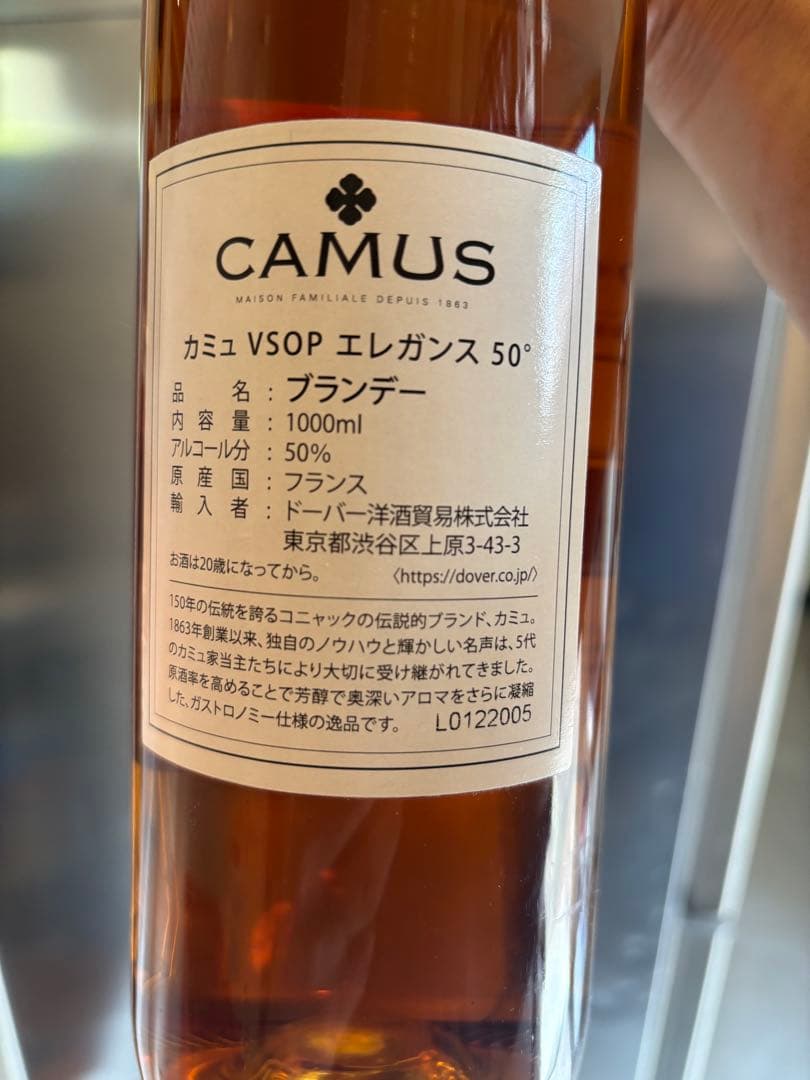 CAMUS
MAISON FAMILIALE DEPUIS 1863
カミュ VSOP エレガンス 50°
品名：ブランデー
内容量：1000ml
アルコール分：50%
原産国：フランス
輸入者：ドーバー洋酒貿易株式会社
東京都渋谷区上原3-43-3
お酒は20歳になってから。〈https://dover.co.jp/〉
150年の伝統を誇るコニャックの伝説的ブランド、カミュ。
1863年創業以来、独自のノウハウと輝かしい名声は、5代
のカミュ家当主たちにより大切に受け継がれてきました。
原酒率を高めることで芳醇で奥深いアロマをさらに凝縮
した、ガストロノミー仕様の逸品です。 L0122005